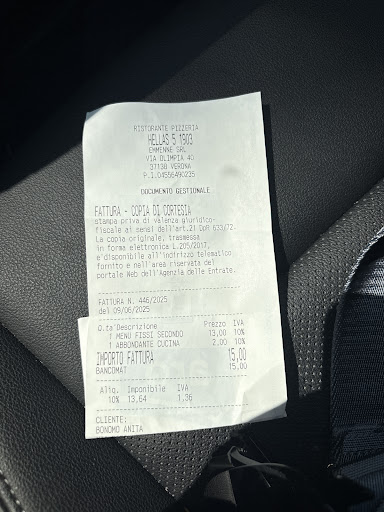 RISTORANTE PIZZERIA
HELLAS 5 1903
EMMENNE SRL
VIA OLIMPIA 40
37138 VERONA
P.I.04556490235
DOCUMENTO GESTIONALE
FATTURA - COPIA DI CORTESIA
stampa priva di valenza giuridico-
fiscale ai sensi dell'art.21 DpR 633/72.
La copia originale, trasmessa
in forma elettronica L.205/2017,
e'disponibile all'indirizzo telematico
fornito e nell'area riservata del
portale Web dell'Agenzia delle Entrate.
FATTURA N. 446/2025
del 09/06/2025
Q.ta'Descrizione Prezzo IVA
1 MENU FISSI SECONDO 13,00 10%
1 ABBONDANTE CUCINA 2,00 10%
IMPORTO FATTURA 15,00
BANCOMAT 15,00
Aliq. Imponibile IVA
10% 13,64 1,36
CLIENTE:
BONOMO ANITA